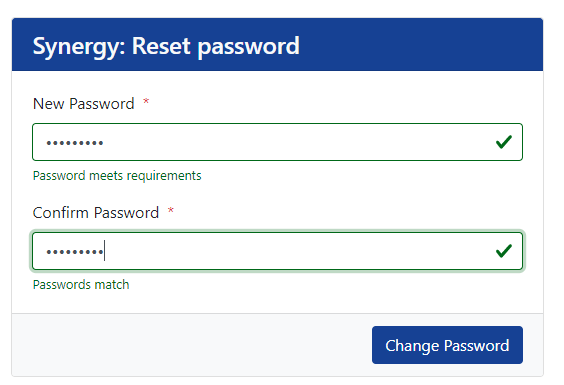 Synergy: Reset password
New Password *
•••••••••
Password meets requirements
Confirm Password *
•••••••••
Passwords match
Change Password